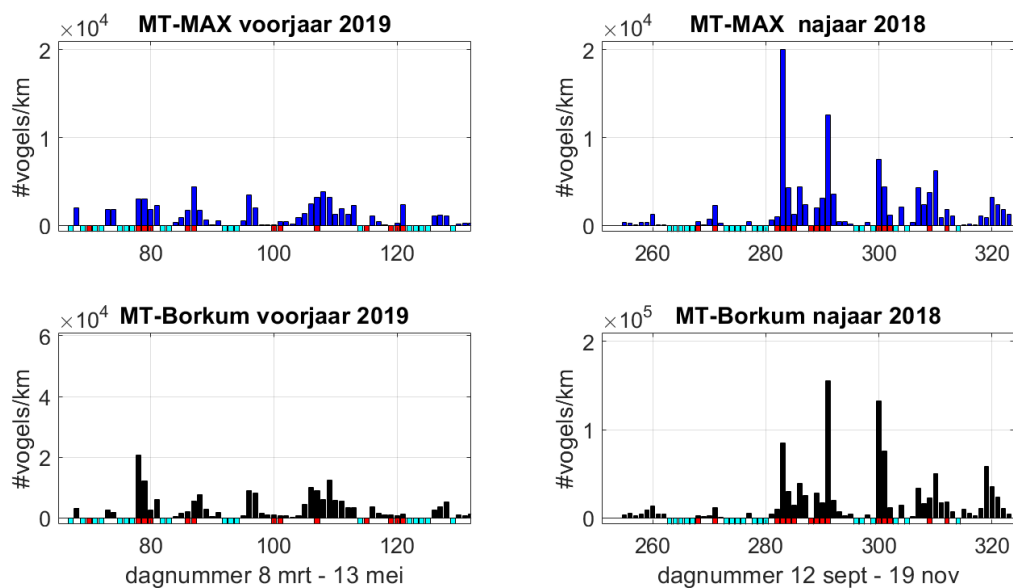 MT-MAX voorjaar 2019
×10⁴
2
1
0
#vogels/km
80 100 120
MT-MAX  najaar 2018
×10⁴
2
1
0
#vogels/km
260 280 300 320
MT-Borkum voorjaar 2019
×10⁴
6
4
2
0
#vogels/km
80 100 120
dagnummer 8 mrt - 13 mei
MT-Borkum najaar 2018
×10⁵
2
1
0
#vogels/km
260 280 300 320
dagnummer 12 sept - 19 nov